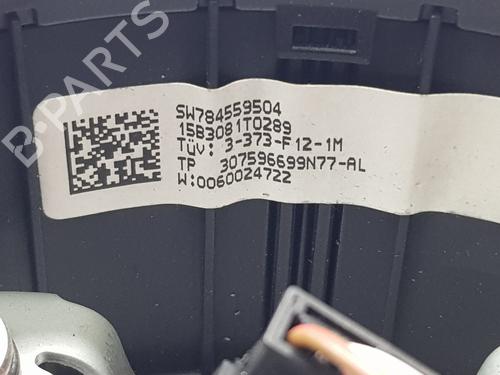 B-PARTS
SW784559504
15B3081T0289
TÜV: 3-373-F12-1M
TP 307596699N77-AL
W:0060024722